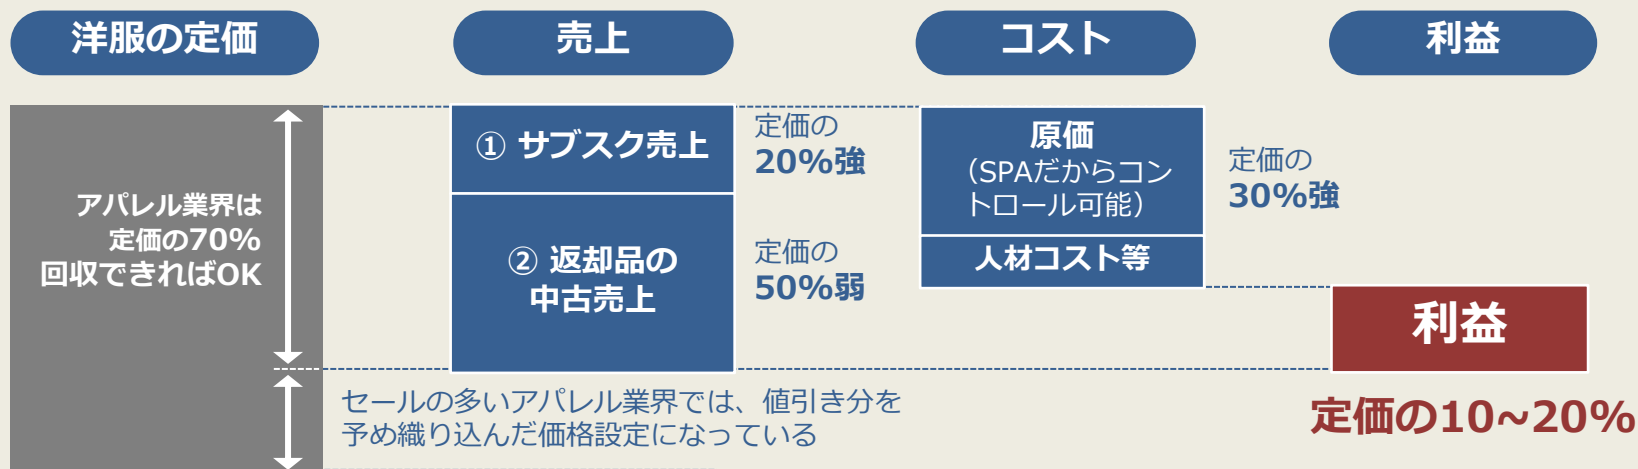 洋服の定価
売上
コスト
利益
アパレル業界は
定価の70%
回収できればOK
① サブスク売上
定価の
20%強
② 返却品の
中古売上
定価の
50%弱
原価
（SPAだからコン
トロール可能）
人材コスト等
定価の
30%強
利益
定価の10~20%
セールの多いアパレル業界では、値引き分を
予め織り込んだ価格設定になっている